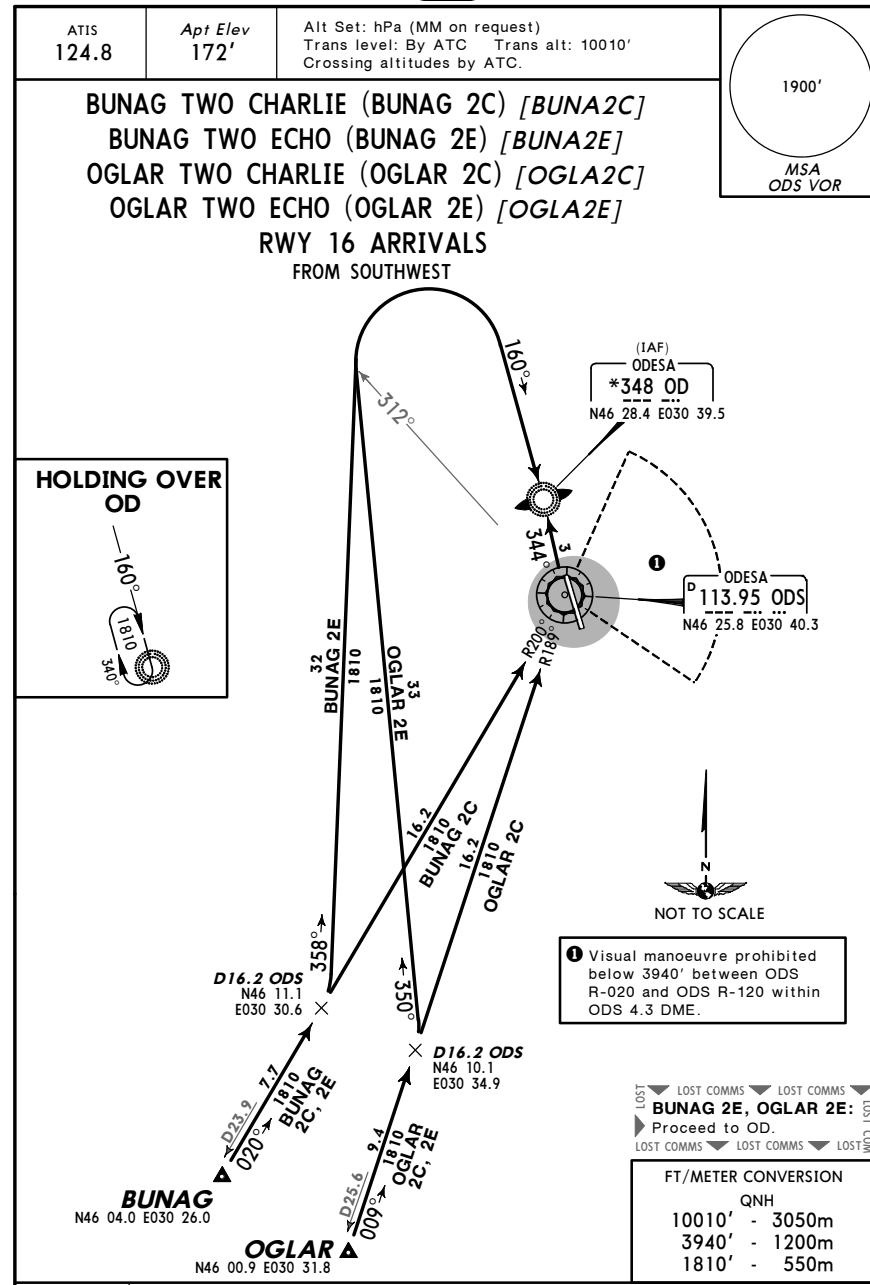 ATIS
124.8
Apt Elev
172'
Alt Set: hPa (MM on request)
Trans level: By ATC Trans alt: 10010'
Crossing altitudes by ATC.
1900'
MSA
ODS VOR
BUNAG TWO CHARLIE (BUNAG 2C) [BUNA2C]
BUNAG TWO ECHO (BUNAG 2E) [BUNA2E]
OGLAR TWO CHARLIE (OGLAR 2C) [OGLA2C]
OGLAR TWO ECHO (OGLAR 2E) [OGLA2E]
RWY 16 ARRIVALS
FROM SOUTHWEST
160°
312°
(IAF)
ODESA
*348 OD
N46 28.4 E030 39.5
HOLDING OVER
OD
160°
1810
340°
344°
3
1
D
ODESA
113.95 ODS
N46 25.8 E030 40.3
R200°
R189°
32
BUNAG 2E
1810
33
OGLAR 2E
1810
16.2
1810
BUNAG 2C
16.2
1810
OGLAR 2C
N
NOT TO SCALE
358°
350°
D16.2 ODS
N46 11.1
E030 30.6
D16.2 ODS
N46 10.1
E030 34.9
1 Visual manoeuvre prohibited
below 3940' between ODS
R-020 and ODS R-120 within
ODS 4.3 DME.
D23.9
7.7
020°
1810
BUNAG
2C, 2E
BUNAG
N46 04.0 E030 26.0
D25.6
9.4
009°
1810
OGLAR
2C, 2E
OGLAR
N46 00.9 E030 31.8
LOST LOST COMMS LOST COMMS LOST COM
BUNAG 2E, OGLAR 2E:
Proceed to OD.
LOST COMMS LOST COMMS LOST
FT/METER CONVERSION
QNH
10010' - 3050m
3940' - 1200m
1810' - 550m